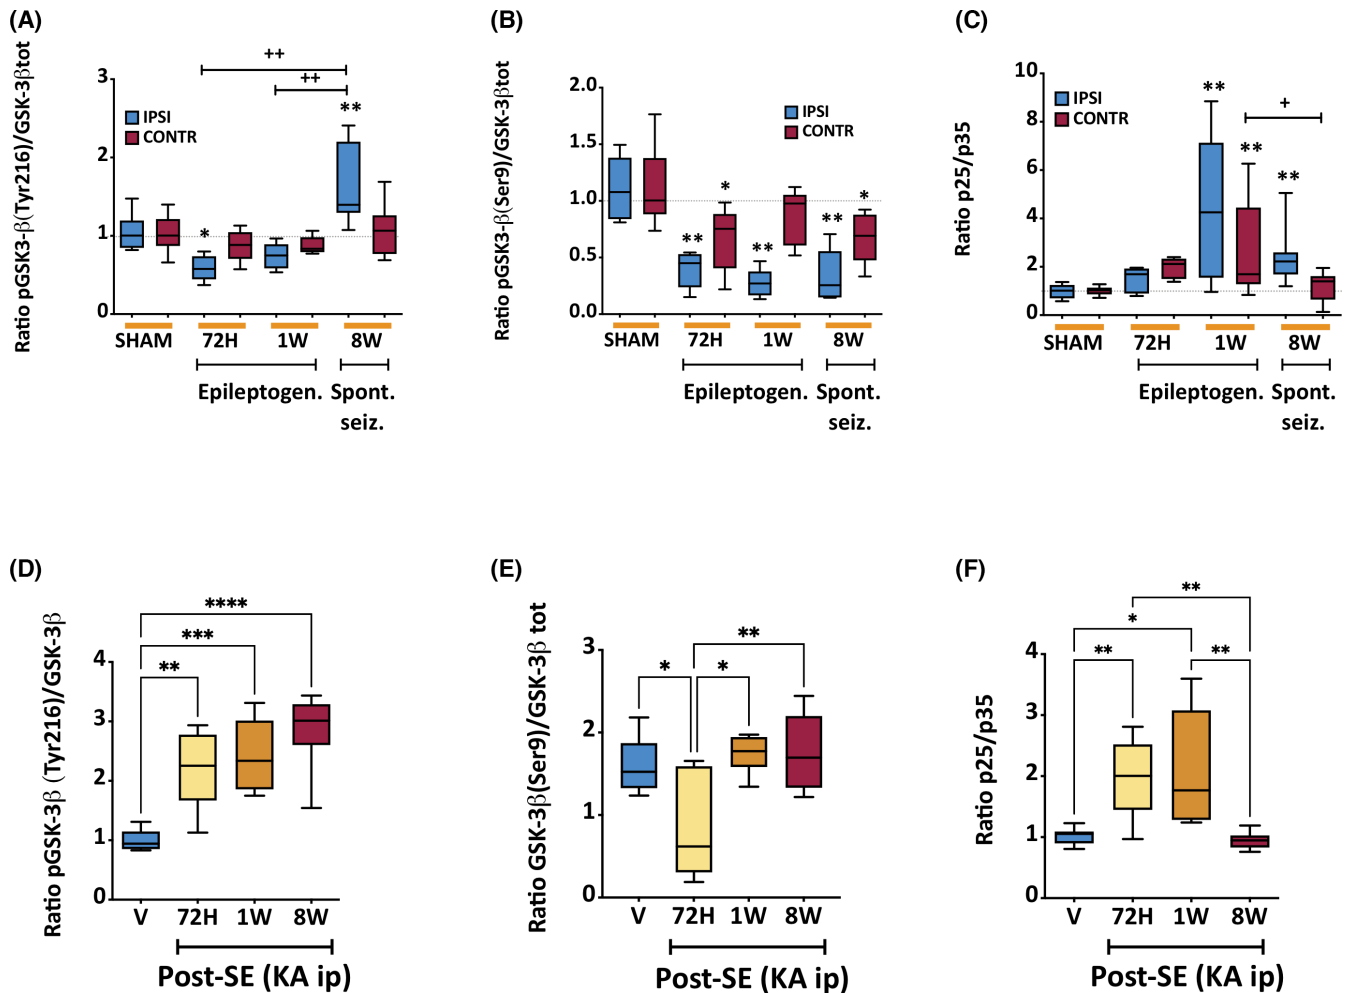 (A)
Ratio pGSK3-β(Tyr216)/GSK-3βtot
3
2
1
0
IPSI
CONTR
++
++
**
*
SHAM
72H
1W
8W
Epileptogen.
Spont.
seiz.
(B)
Ratio pGSK3-β(Ser9)/GSK-3βtot
2.0
1.5
1.0
0.5
0.0
IPSI
CONTR
**
*
**
**
*
SHAM
72H
1W
8W
Epileptogen.
Spont.
seiz.
(C)
Ratio p25/p35
10
8
6
4
2
0
IPSI
CONTR
**
+
**
**
SHAM
72H
1W
8W
Epileptogen.
Spont.
seiz.
(D)
Ratio pGSK-3β (Tyr216)/GSK-3β
4
3
2
1
0
****
***
**
V
72H
1W
8W
Post-SE (KA ip)
(E)
Ratio GSK-3β(Ser9)/GSK-3β tot
3
2
1
0
**
*
*
V
72H
1W
8W
Post-SE (KA ip)
(F)
Ratio p25/p35
4
3
2
1
0
**
*
**
**
V
72H
1W
8W
Post-SE (KA ip)